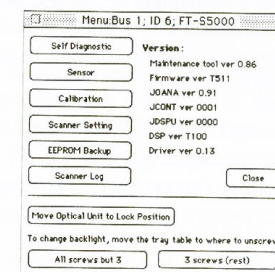 Menu:Bus 1; ID 6; FT-S5000
Self Diagnostic
Sensor
Calibration
Scanner Setting
EEPROM Backup
Scanner Log
Version:
Maintenance tool ver 0.86
Firmware ver T511
JOANA ver 0.91
JCONT ver 0001
JDSPU ver 0000
DSP ver T100
Driver ver 0.13
Close
Move Optical Unit to Lock Position
To change backlight, move the tray table to where to unscrew
All screws but 3
3 screws (rest)